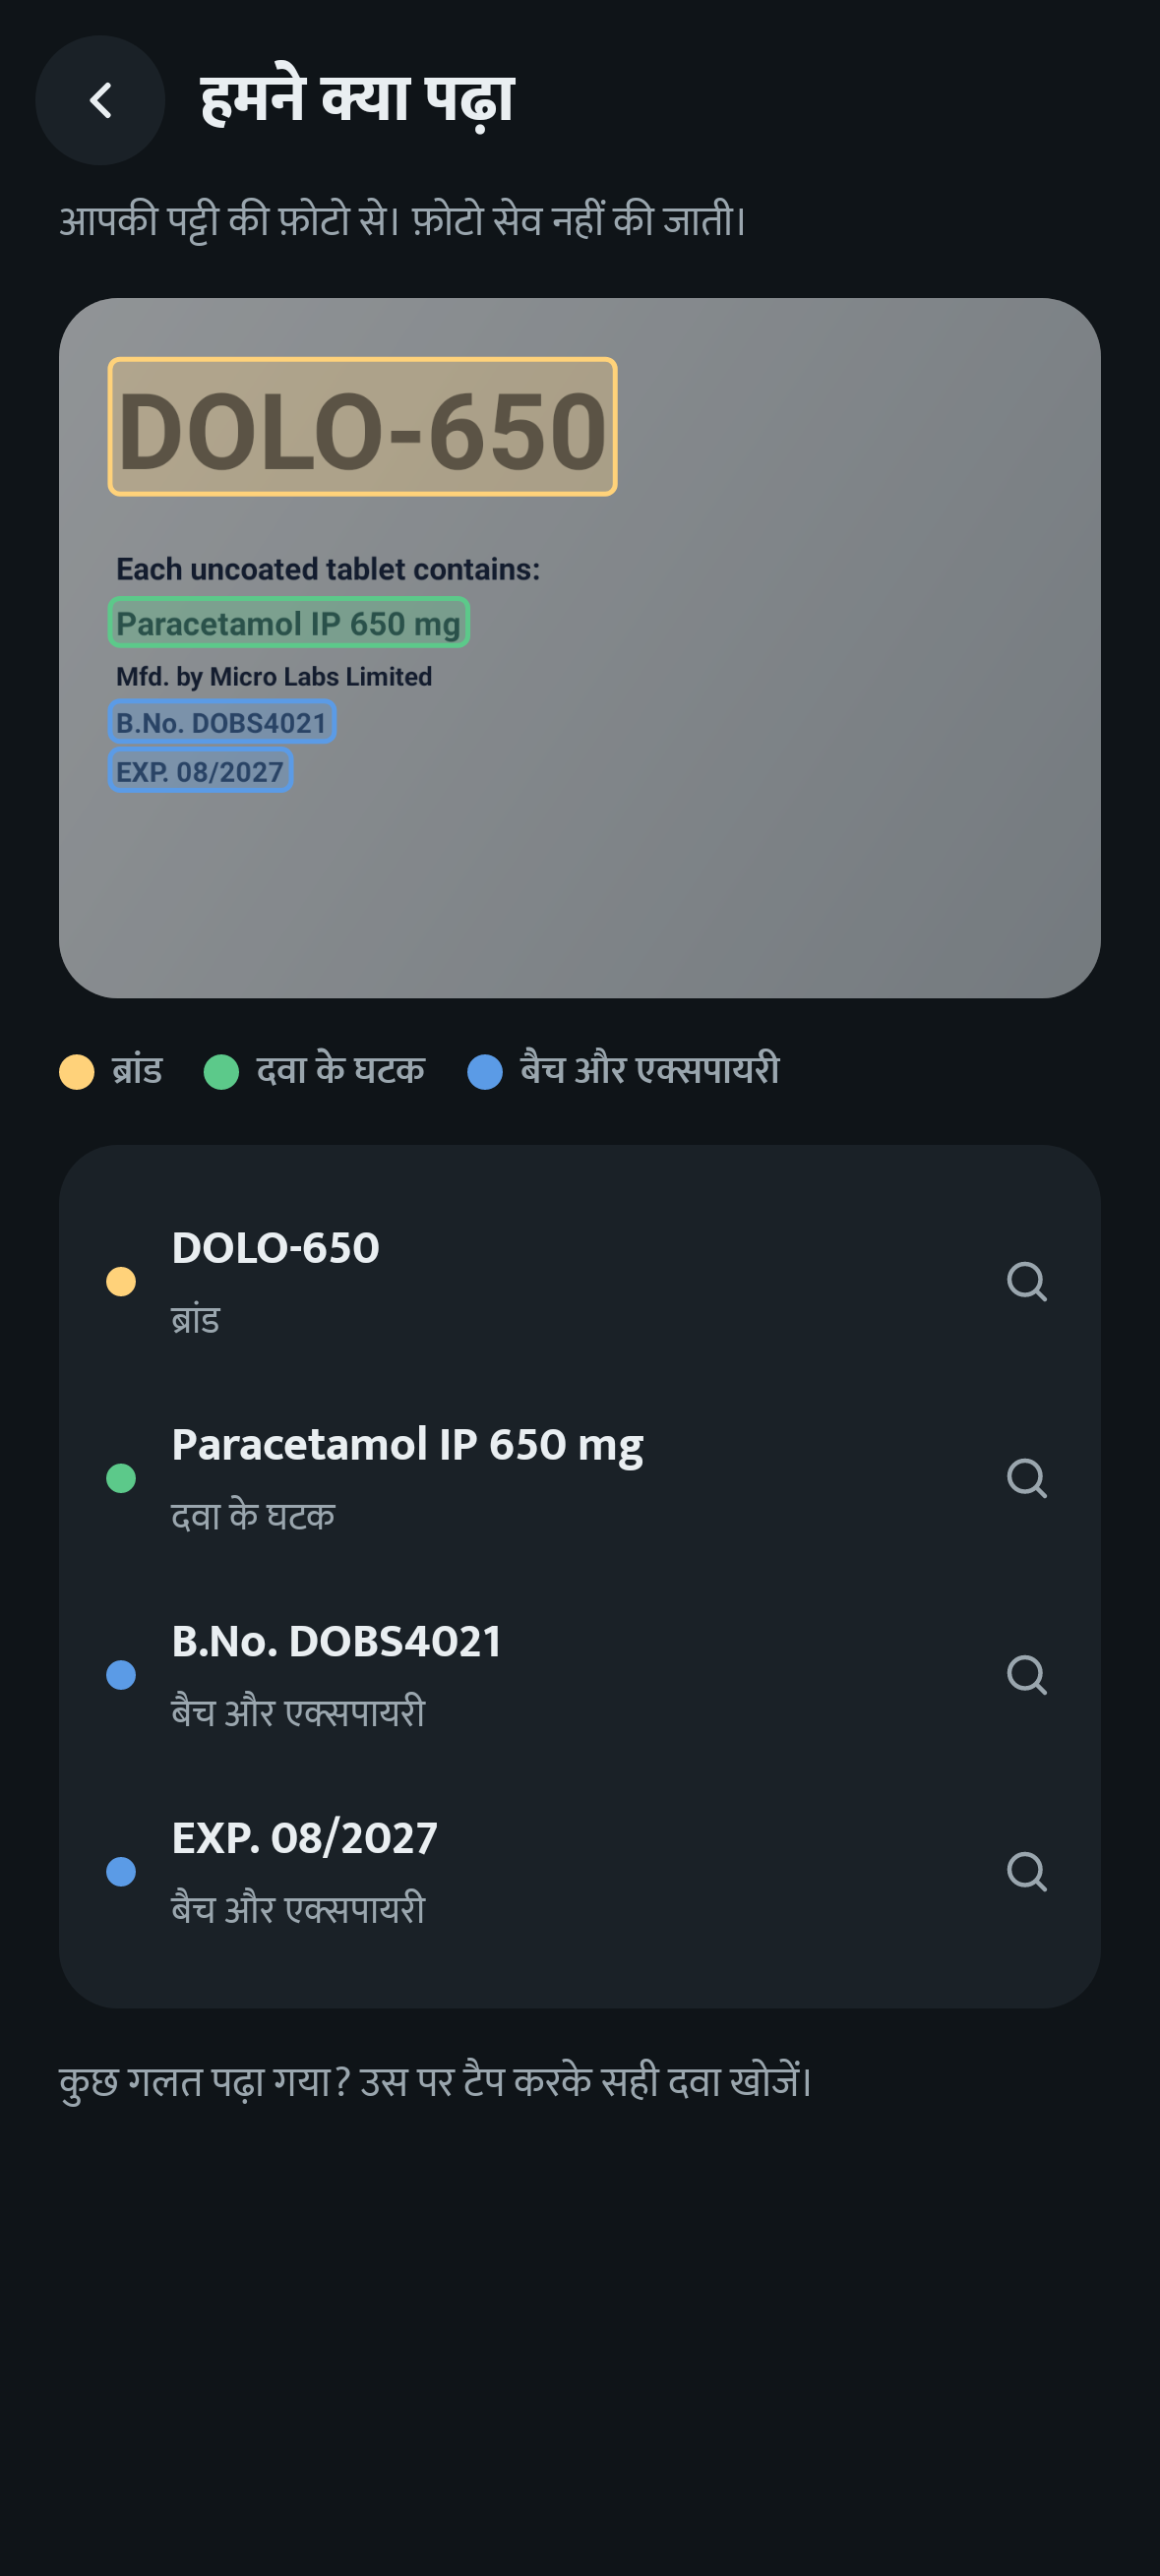 हमने क्या पढ़ा
आपकी पट्टी की फ़ोटो से। फ़ोटो सेव नहीं की जाती।
DOLO-650
Each uncoated tablet contains:
Paracetamol IP 650 mg
Mfd. by Micro Labs Limited
B.No. DOBS4021
EXP. 08/2027
ब्रांड दवा के घटक बैच और एक्सपायरी
DOLO-650
ब्रांड
Paracetamol IP 650 mg
दवा के घटक
B.No. DOBS4021
बैच और एक्सपायरी
EXP. 08/2027
बैच और एक्सपायरी
कुछ गलत पढ़ा गया? उस पर टैप करके सही दवा खोजें।